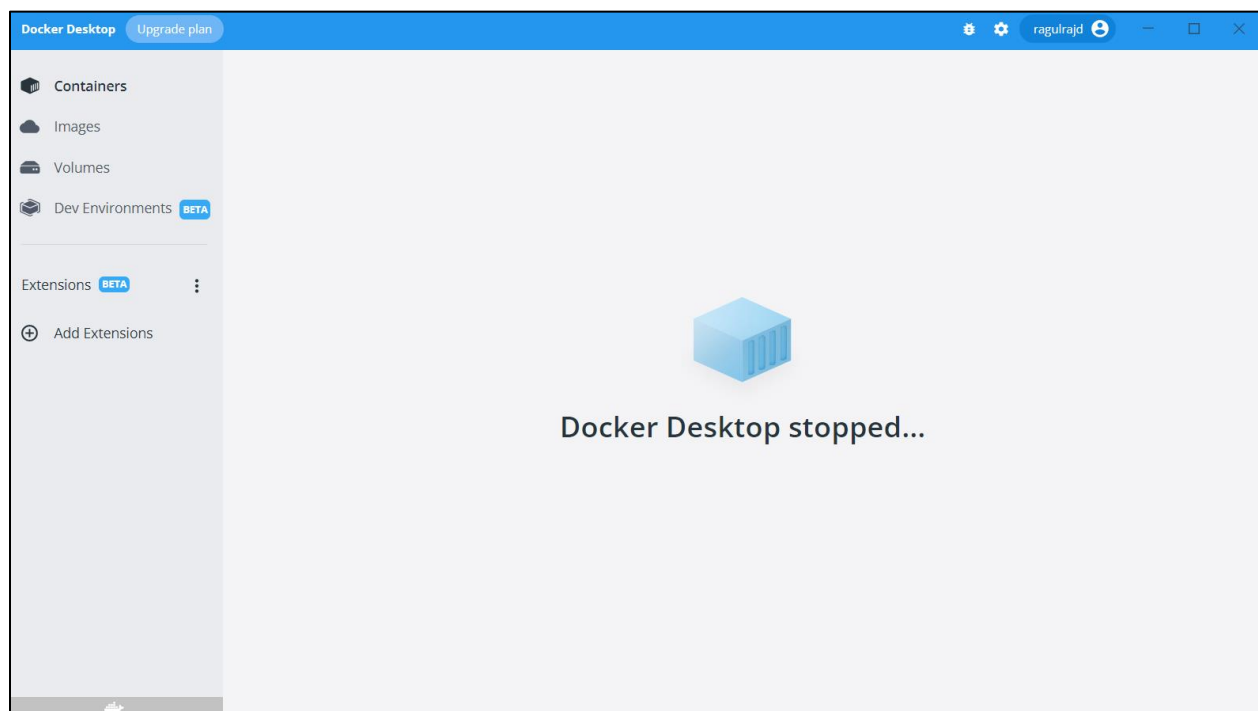 Docker Desktop Upgrade plan ragulrajd
Containers
Images
Volumes
Dev Environments BETA
Extensions BETA
Add Extensions
Docker Desktop stopped...